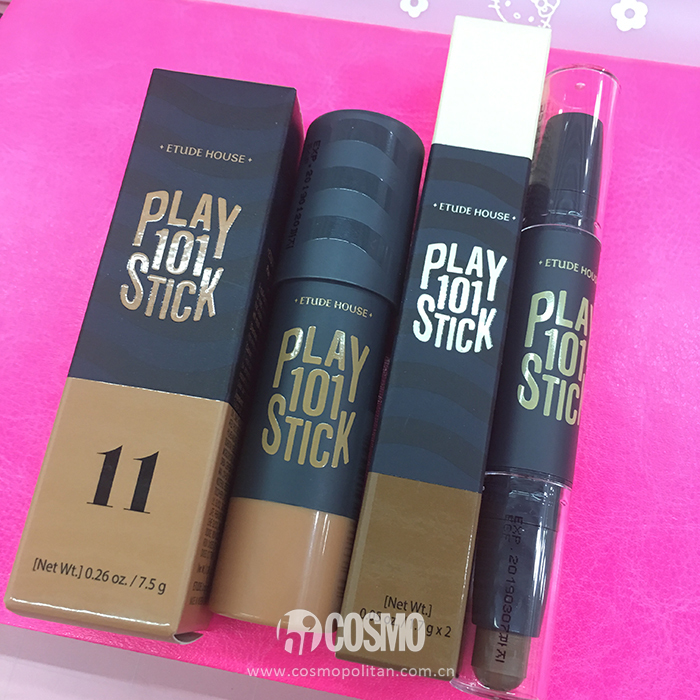 • ETUDE HOUSE •
PLAY
101
STICK
11
[Net Wt.] 0.26 oz. / 7.5 g
• ETUDE HOUSE •
PLAY
101
STICK
• ETUDE HOUSE •
PLAY
101
STICK
[Net Wt.]
g x 2
• ETUDE HOUSE
PLAY
101
STICK
COSMO
www.cosmopolitan.com.cn